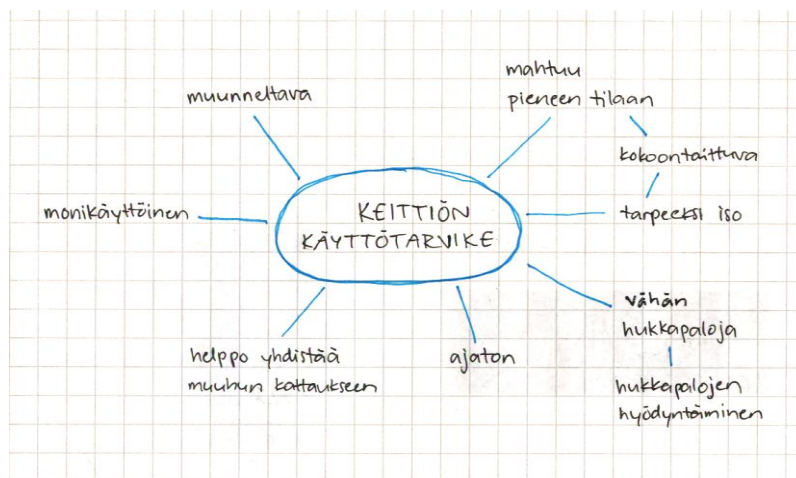 mahtuu
pieneen tilaan
muunneltava
kokoontaittuva
monikäyttöinen
KEITTIÖN
KÄYTTÖTARVIKE
tarpeeksi iso
vähän
hukkapaloja
helppo yhdistää
muuhun kattaukseen
ajaton
hukkapalojen
hyödyntäminen